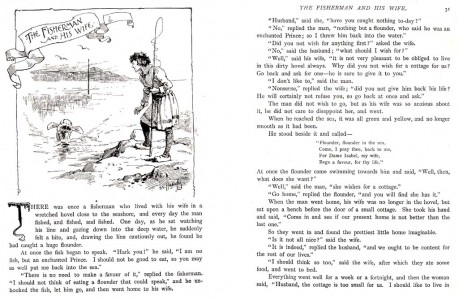 THE FISHERMAN
AND HIS WIFE.
THERE was once a fisherman who lived with his wife in a
wretched hovel close to the seashore, and every day the man
fished, and fished, and fished. One day, as he sat watching
his line and gazing down into the deep water, he suddenly
felt a bite, and, drawing the line cautiously out, he found he
had caught a huge flounder.
At once the fish began to speak. "Hark you!" he said, "I am no
fish, but an enchanted Prince. I should not be good to eat, so you may as
well put me back into the sea."
"There is no need to make a favour of it," replied the fisherman.
"I should not think of eating a flounder that could speak," and he un-
hooked the fish, let him go, and then went home to his wife.
THE FISHERMAN AND HIS WIFE.
31
"Husband," said she, "have you caught nothing to-day?"
"No," replied the man, "nothing but a flounder, who said he was an
enchanted Prince; so I threw him back into the water."
"Did you not wish for anything first?" asked the wife.
"No," said the husband; "what should I wish for?"
"Well," said his wife, "it is not very pleasant to be obliged to live
in this dirty hovel always. Why did you not wish for a cottage for us?
Go back and ask for one—he is sure to give it to you."
"I don't like to," said the man.
"Nonsense," replied the wife; "did you not give him back his life?
He will certainly not refuse you, so go back at once and ask."
The man did not wish to go, but as his wife was so anxious about
it, he did not care to disappoint her, and went.
When he reached the sea, it was all green and yellow, and no longer
smooth as it had been.
He stood beside it and called—
"Flounder, flounder in the sea,
Come, I pray thee, back to me,
For Dame Isabel, my wife,
Begs a favour, for thy life."
At once the flounder came swimming towards him and said, "Well, then,
what does she want?"
"Well," said the man, "she wishes for a cottage."
"Go home," replied the flounder, "and you will find she has it."
When the man went home, his wife was no longer in the hovel, but
sat upon a bench before the door of a small cottage. She took his hand
and said, "Come in and see if our present home is not better than the
last one."
So they went in and found the prettiest little home imaginable.
"Is it not all nice?" said the wife.
"It is indeed," replied the husband, "and we ought to be content for
the rest of our lives."
"I should think so too," said the wife, after which they ate some
food, and went to bed.
Everything went well for a week or a fortnight, and then the woman
said, "Husband, the cottage is too small for us. I should like to live in